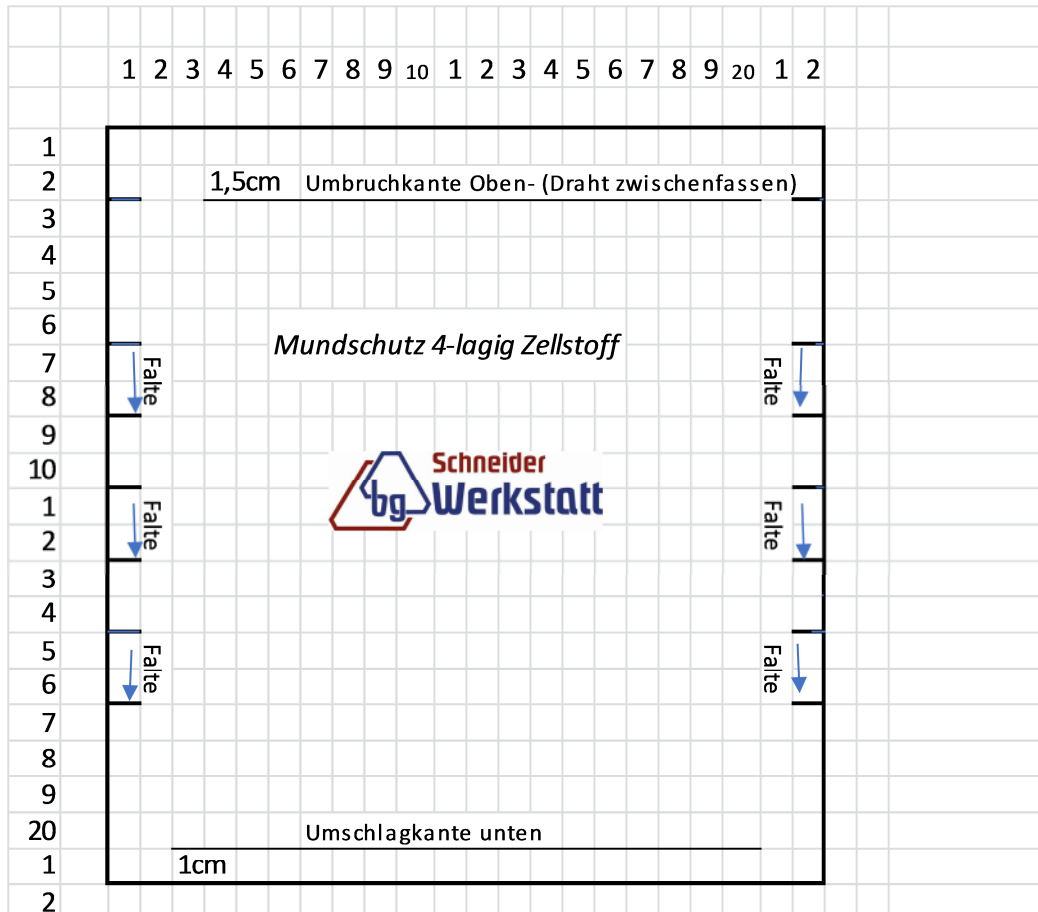 1 2 3 4 5 6 7 8 9 10 1 2 3 4 5 6 7 8 9 20 1 2
1
2 1,5cm Umbruchkante Oben- (Draht zwischenfassen)
3
4
5
6
Mundschutz 4-lagig Zellstoff
7 Falte Falte
8
9
10 Schneider
bg Werkstatt
1 Falte Falte
2
3
4
5 Falte Falte
6
7
8
9
20 Umschlagkante unten
1 1cm
2